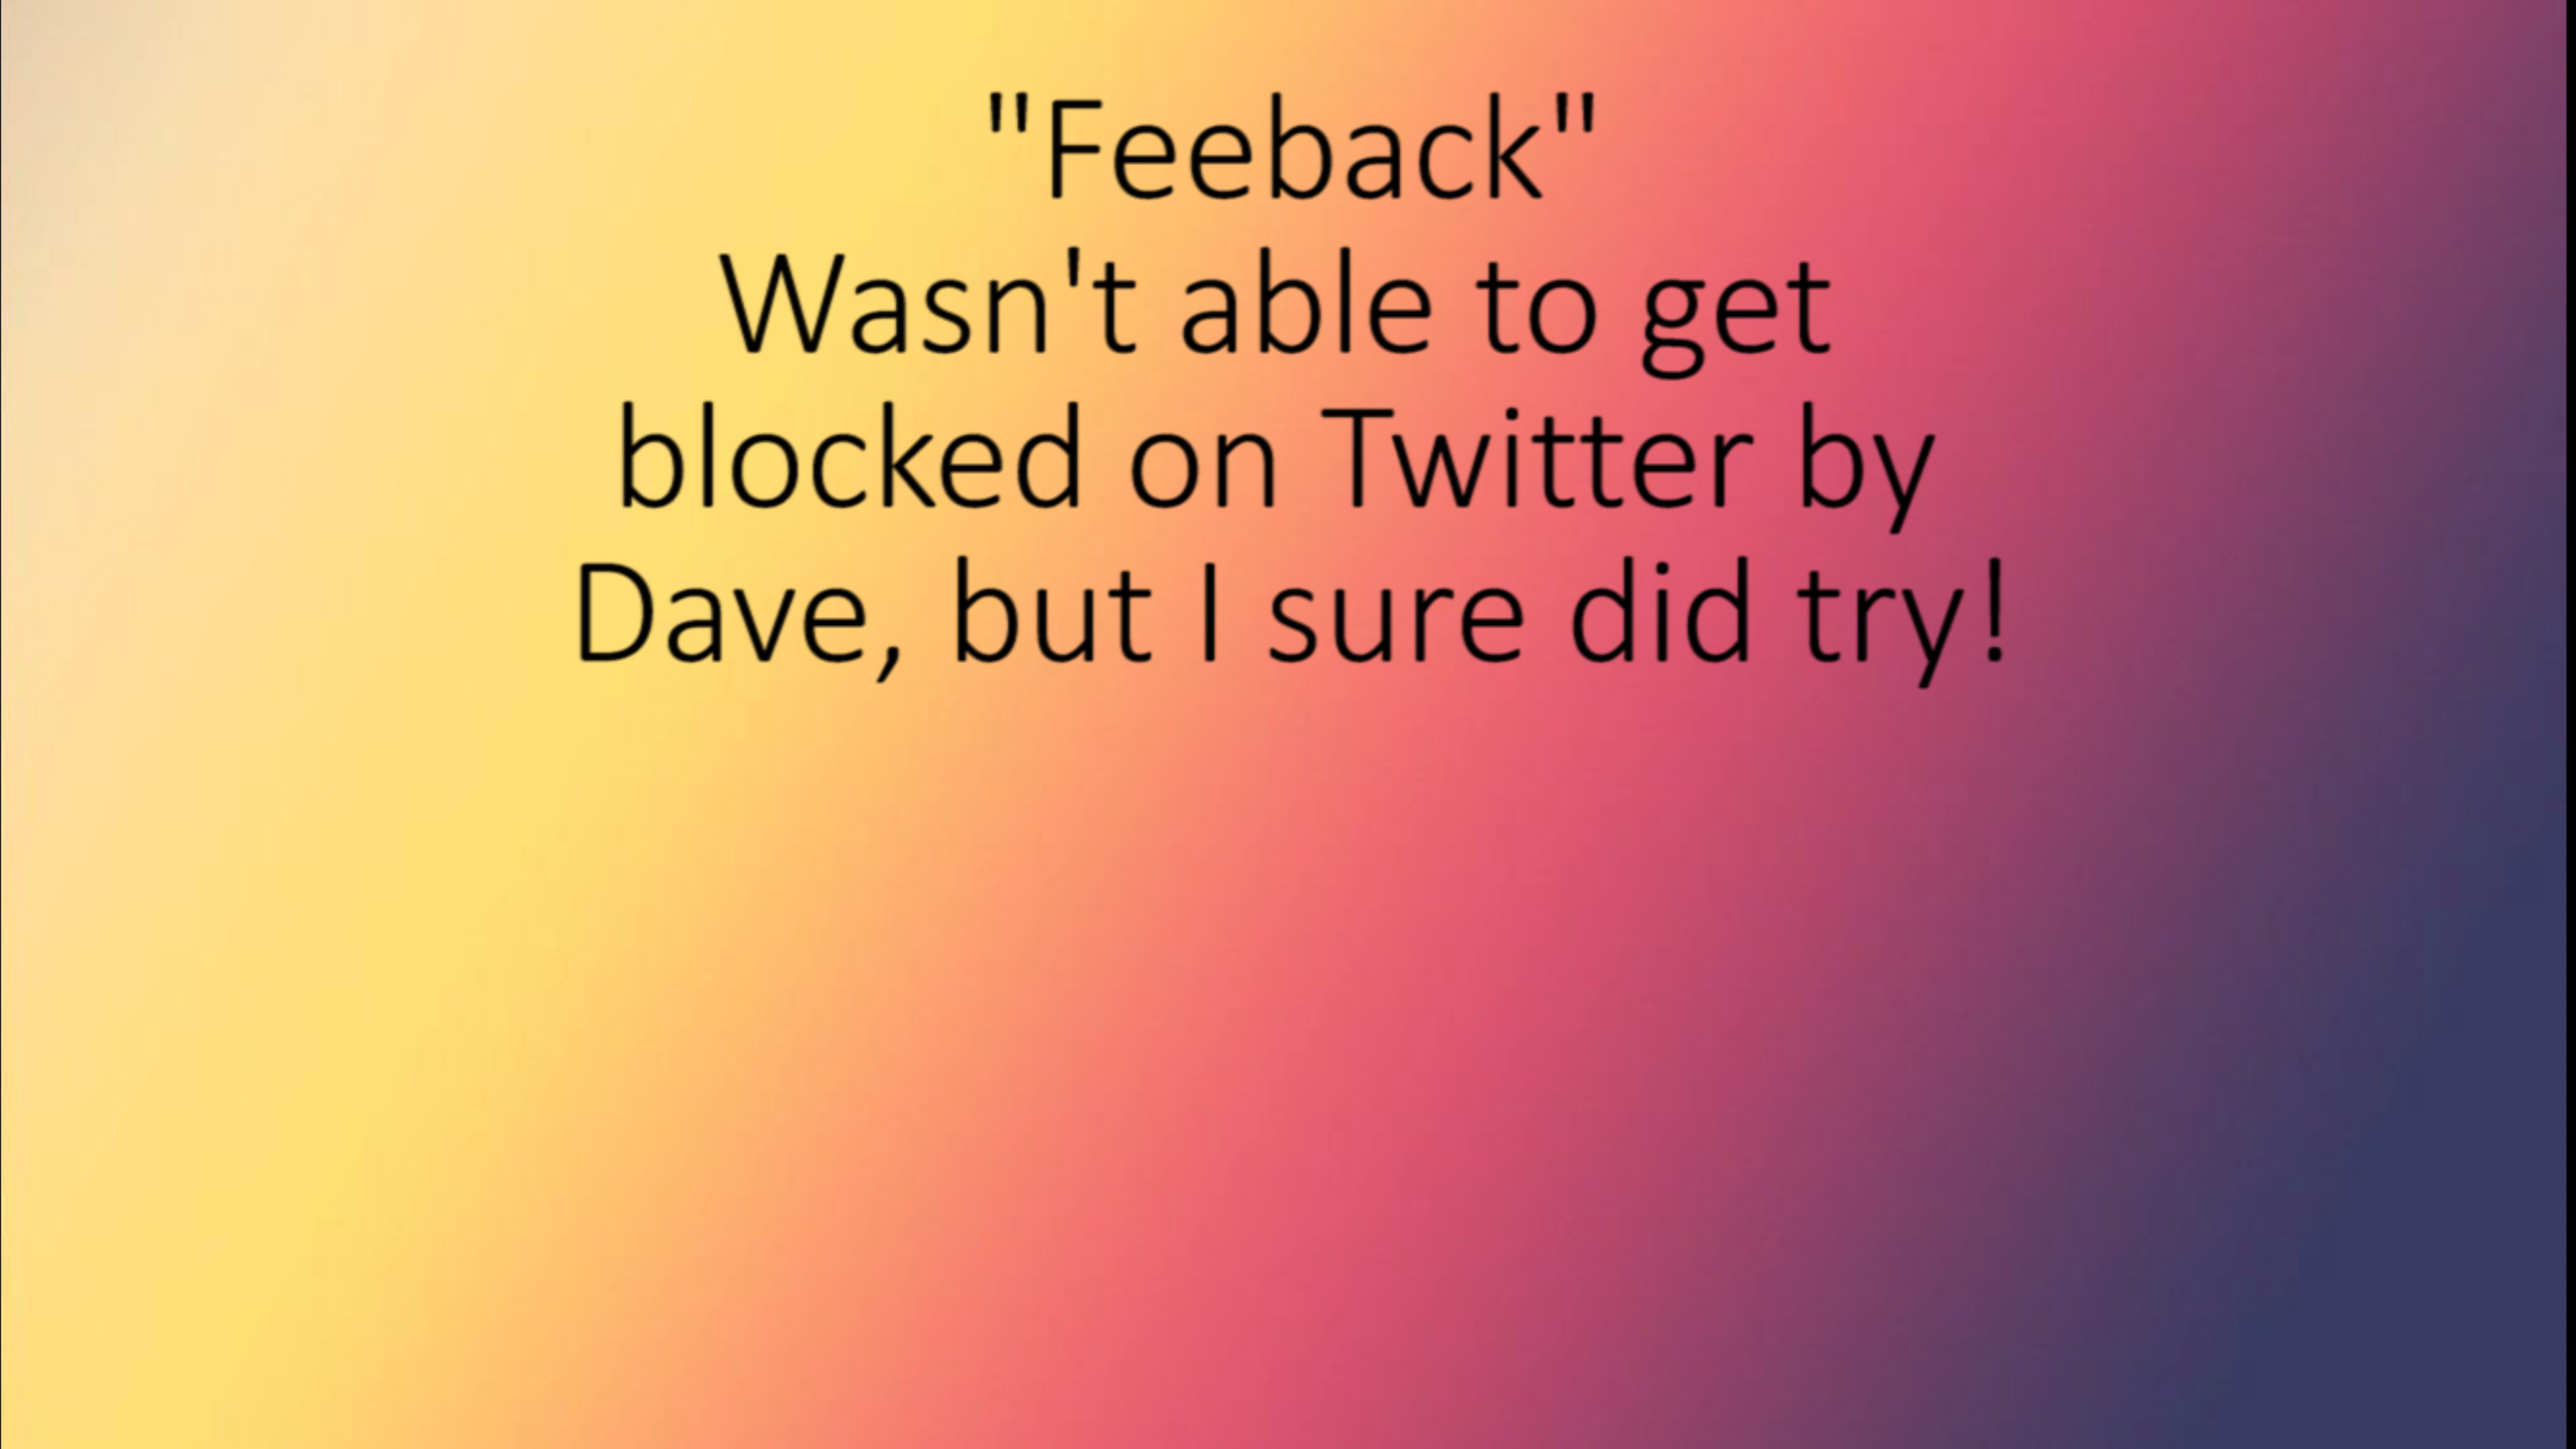 "Feeback"
Wasn't able to get
blocked on Twitter by
Dave, but I sure did try!